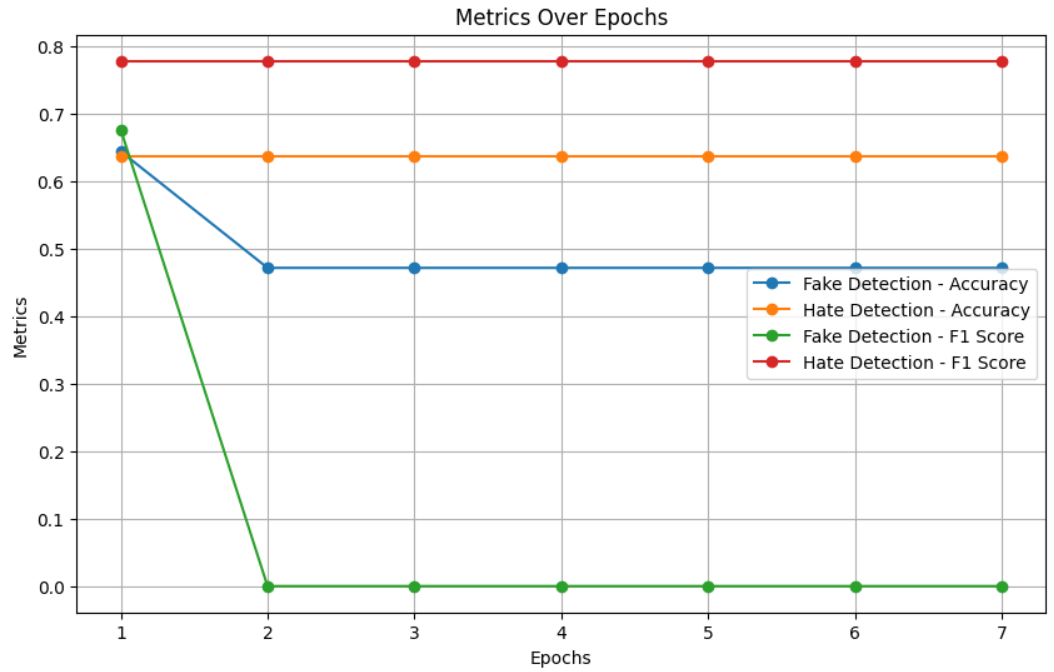 Metrics Over Epochs
Metrics
0.8
0.7
0.6
0.5
0.4
0.3
0.2
0.1
0.0
Fake Detection - Accuracy
Hate Detection - Accuracy
Fake Detection - F1 Score
Hate Detection - F1 Score
1 2 3 4 5 6 7
Epochs